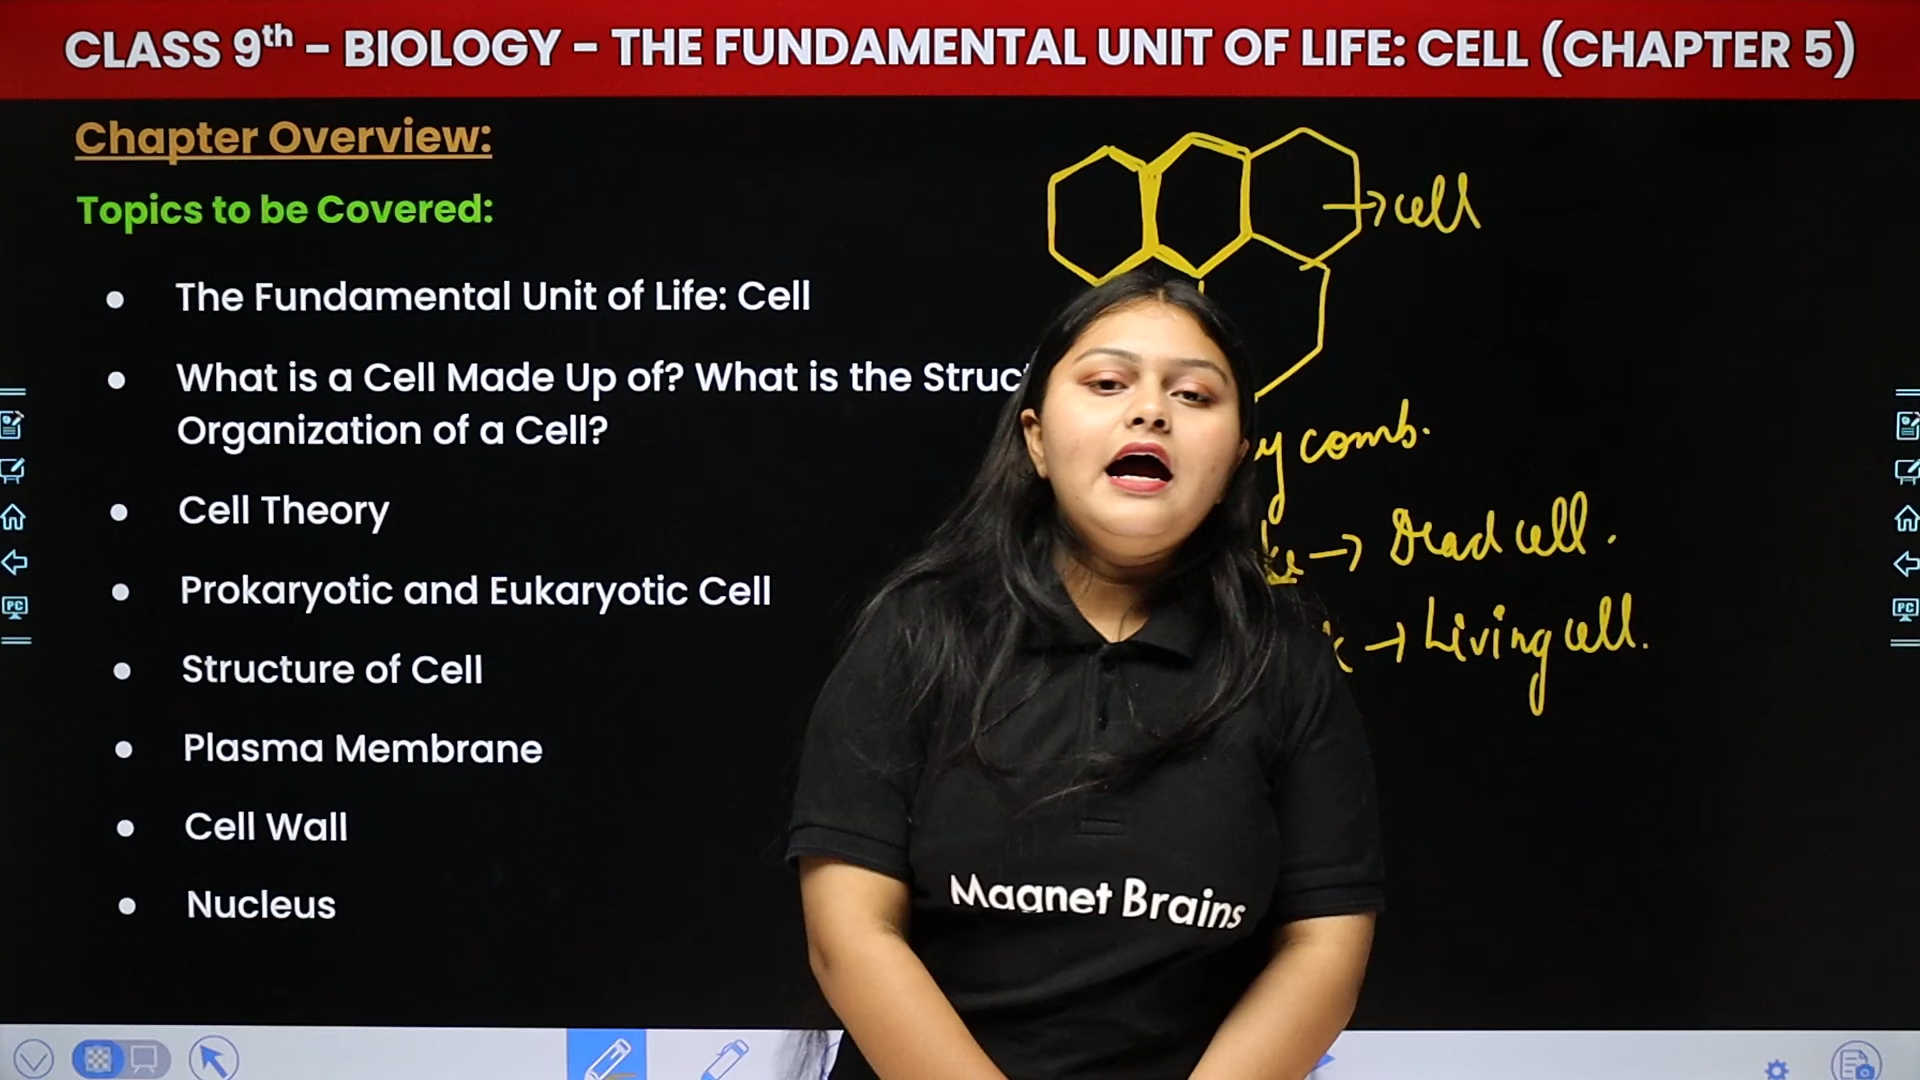 CLASS 9th - BIOLOGY - THE FUNDAMENTAL UNIT OF LIFE: CELL (CHAPTER 5)
Chapter Overview:
Topics to be Covered:
• The Fundamental Unit of Life: Cell
• What is a Cell Made Up of? What is the
Organization of a Cell?
• Cell Theory
• Prokaryotic and Eukaryotic Cell
• Structure of Cell
• Plasma Membrane
• Cell Wall
• Nucleus
→ cell
comb.
→ Dead cell.
→ Living cell.
Magnet Brains
PC
PC